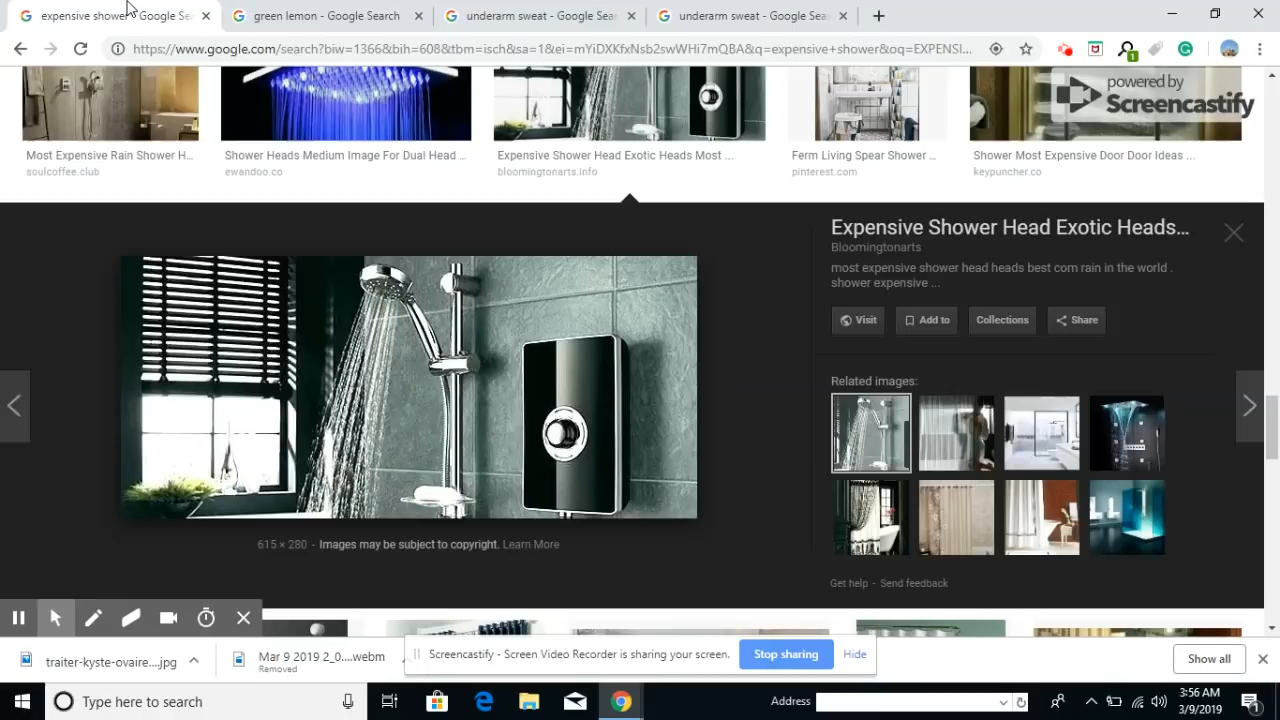 expensive shower - Google Sea
green lemon - Google Search
underarm sweat - Google Sear
underarm sweat - Google Search
https://www.google.com/search?biw=1366&bih=608&tbm=isch&sa=1&ei=mYiDXKfxNsb2swWHi7mQBA&q=expensive+shower&oq=EXPENSI...
1
powered by
Screencastify
Most Expensive Rain Shower H...
soulcoffee.club
Shower Heads Medium Image For Dual Head ...
ewandoo.co
Expensive Shower Head Exotic Heads Most ...
bloomingtonarts.info
Ferm Living Spear Shower ...
pinterest.com
Shower Most Expensive Door Door Ideas ...
keypuncher.co
Expensive Shower Head Exotic Heads...
Bloomingtonarts
most expensive shower head heads best com rain in the world .
shower expensive ...
Visit
Add to
Collections
Share
Related images:
615 × 280 - Images may be subject to copyright. Learn More
Get help - Send feedback
traiter-kyste-ovaire....jpg
Mar 9 2019 2_0....webm
Removed
Screencastify - Screen Video Recorder is sharing your screen.
Stop sharing
Hide
Show all
Type here to search
Address
3:56 AM
3/9/2019
1